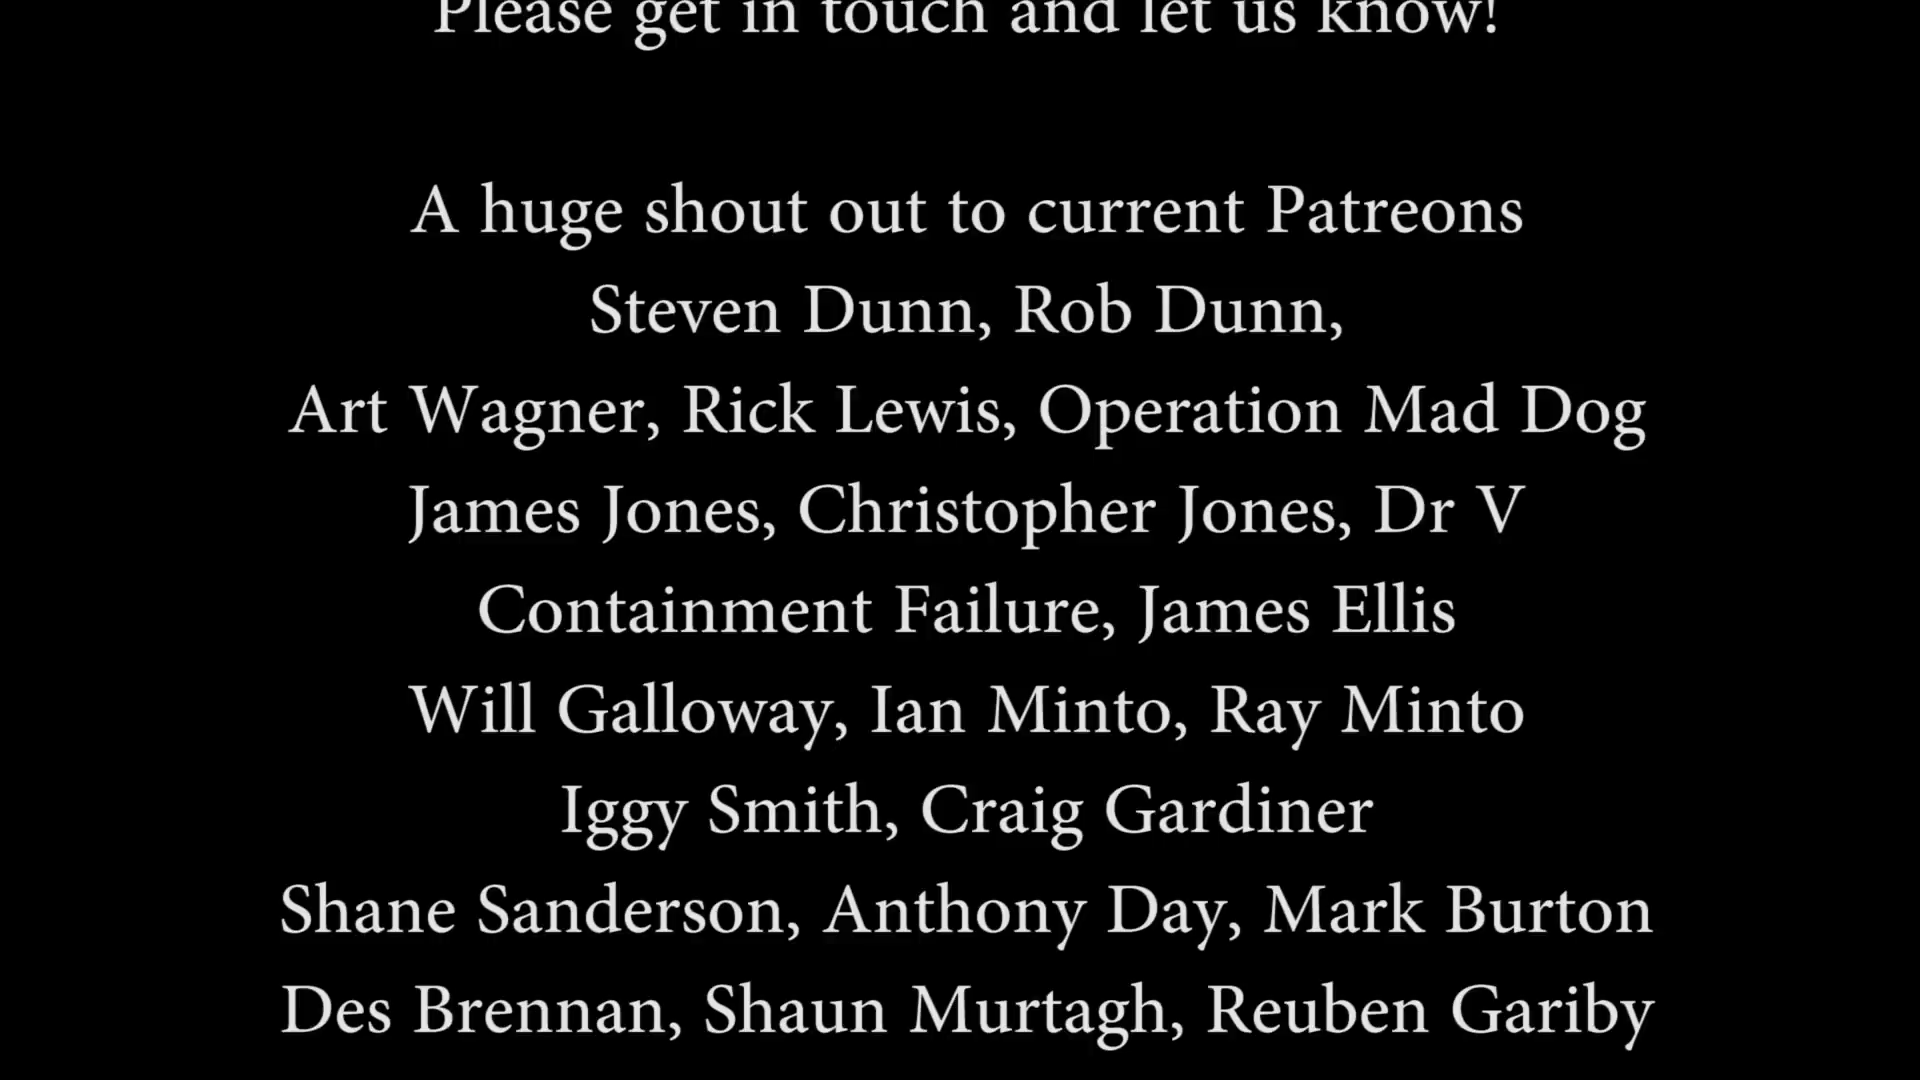 Please get in touch and let us know!
A huge shout out to current Patreons
Steven Dunn, Rob Dunn,
Art Wagner, Rick Lewis, Operation Mad Dog
James Jones, Christopher Jones, Dr V
Containment Failure, James Ellis
Will Galloway, Ian Minto, Ray Minto
Iggy Smith, Craig Gardiner
Shane Sanderson, Anthony Day, Mark Burton
Des Brennan, Shaun Murtagh, Reuben Gariby